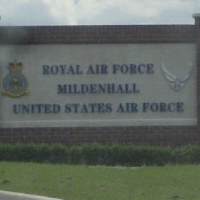 ROYAL AIR FORCE
MILDENHALL
UNITED STATES AIR FORCE